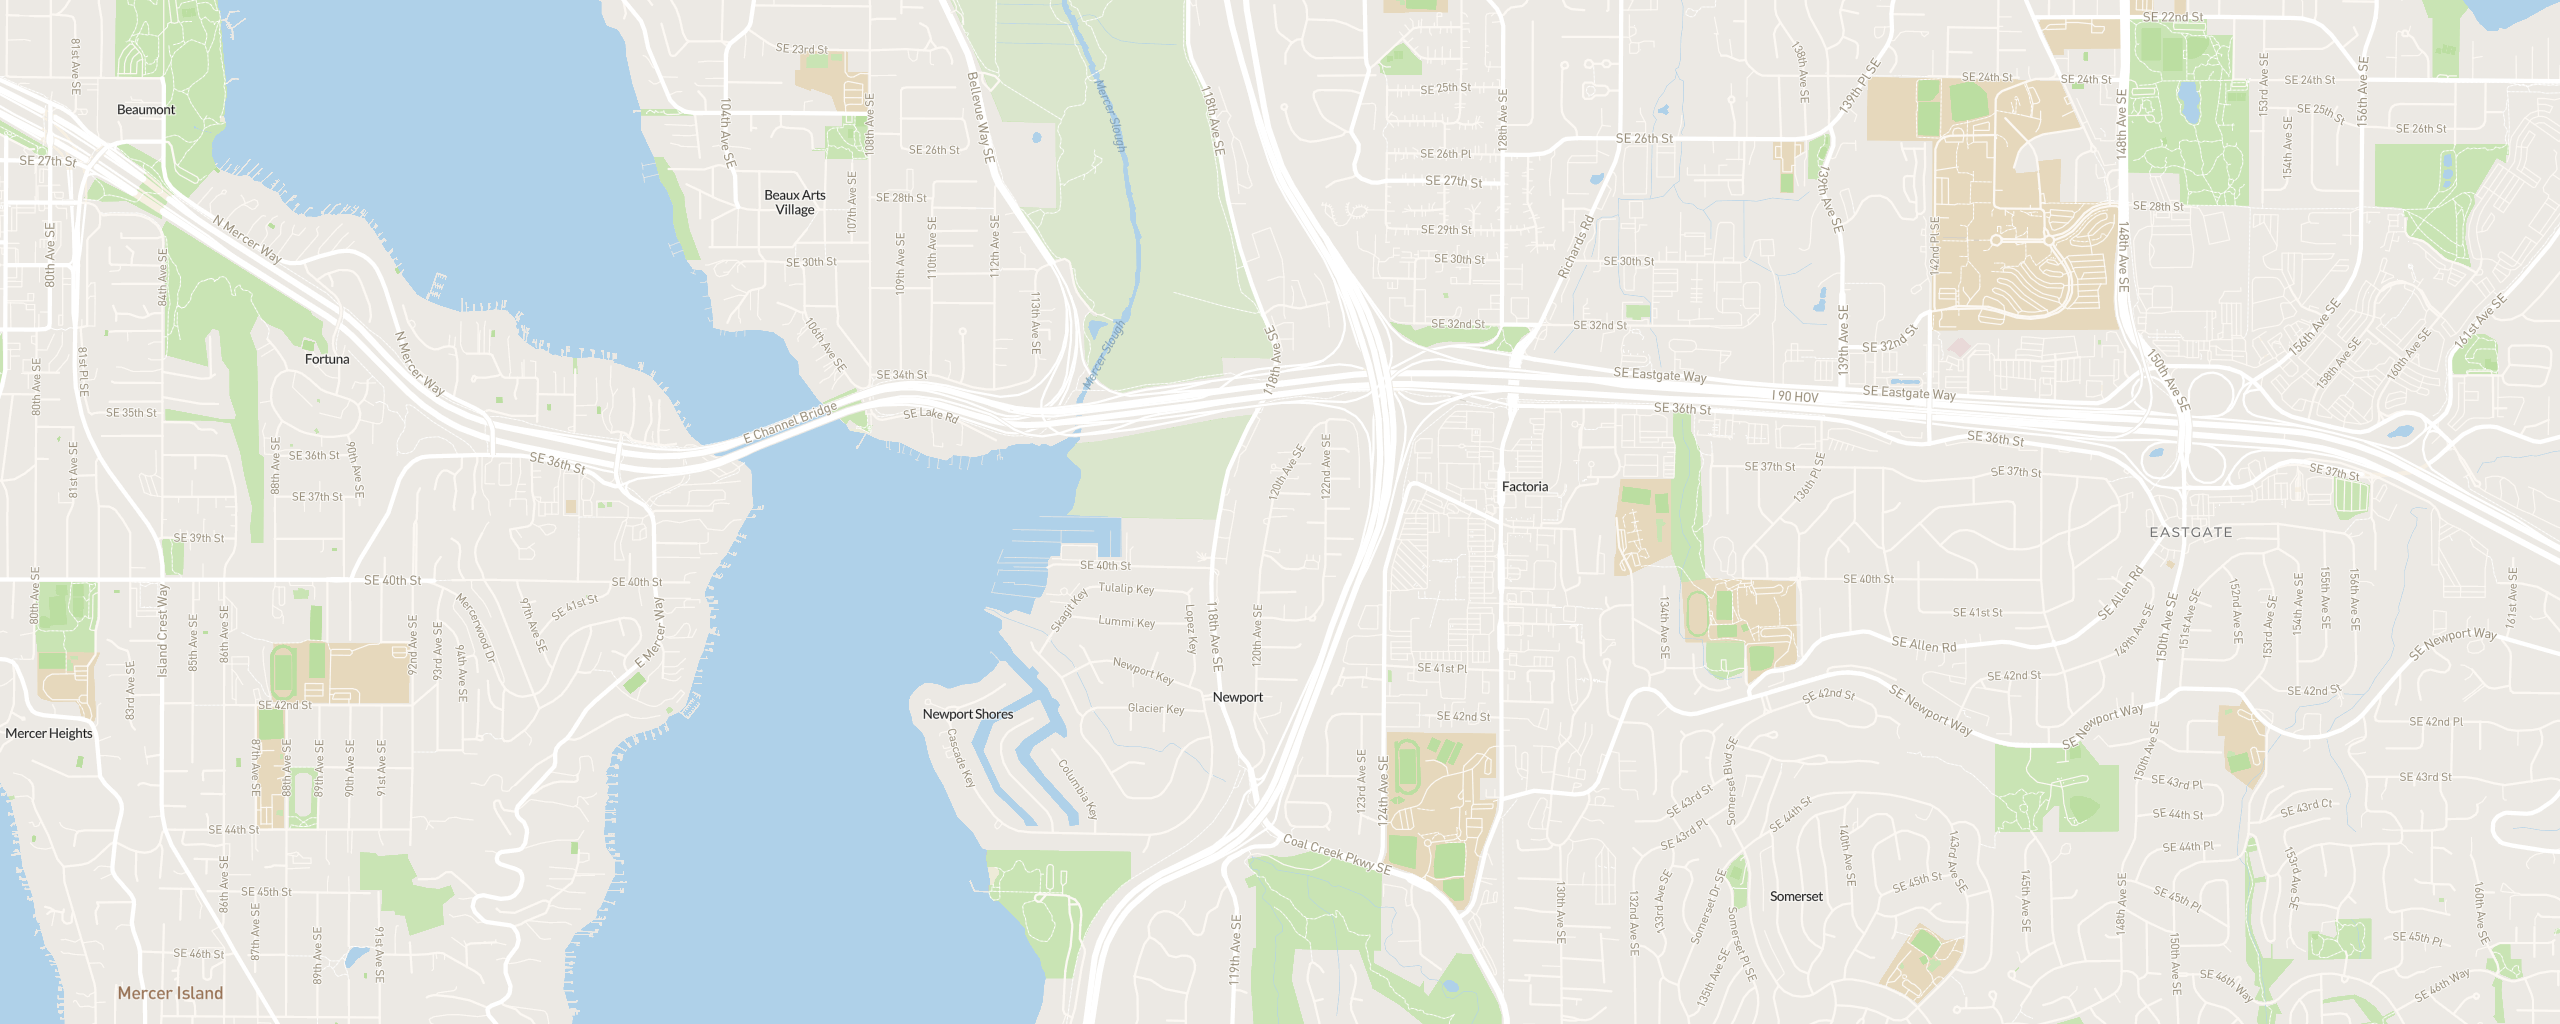 SE 22nd St
81st Ave SE
SE 23rd St
138th Ave SE
139th Pl SE
SE 24th St
SE 24th St
153rd Ave SE
SE 24th St
156th Ave SE
Bellevue Way SE
Mercer Slough
118th Ave SE
SE 25th St
128th Ave SE
SE 25th St
Beaumont
104th Ave SE
108th Ave SE
148th Ave SE
SE 26th St
SE 26th St
154th Ave SE
SE 27th St
SE 26th St
SE 26th Pl
SE 27th St
139th Ave SE
Beaux Arts
Village
107th Ave SE
SE 28th St
SE 28th St
80th Ave SE
N Mercer Way
109th Ave SE
110th Ave SE
112th Ave SE
SE 29th St
Richards Rd
142nd Pl SE
148th Ave SE
84th Ave SE
SE 30th St
SE 30th St
SE 30th St
113th Ave SE
106th Ave SE
Mercer Slough
118th Ave SE
SE 32nd St
SE 32nd St
139th Ave SE
SE 32nd St
156th Ave SE
161st Ave SE
158th Ave SE
160th Ave SE
Fortuna
N Mercer Way
81st Pl SE
80th Ave SE
SE 34th St
118th Ave SE
SE Eastgate Way
I 90 HOV
SE Eastgate Way
150th Ave SE
SE 35th St
E Channel Bridge
SE Lake Rd
SE 36th St
SE 36th St
81st Ave SE
88th Ave SE
SE 36th St
90th Ave SE
SE 36th St
SE 37th St
120th Ave SE
122nd Ave SE
Factoria
SE 37th St
136th Pl SE
SE 37th St
SE 37th St
EASTGATE
SE 39th St
SE 40th St
80th Ave SE
SE 40th St
SE 40th St
SE 40th St
Tulalip Key
Skagit Key
Lopez Key
Lummi Key
118th Ave SE
120th Ave SE
134th Ave SE
SE 41st St
SE Allen Rd
149th Ave SE
150th Ave SE
151st Ave SE
152nd Ave SE
153rd Ave SE
154th Ave SE
155th Ave SE
156th Ave SE
161st Ave SE
Island Crest Way
85th Ave SE
86th Ave SE
92nd Ave SE
93rd Ave SE
94th Ave SE
Mercerwood Dr
97th Ave SE
SE 41st St
E Mercer Way
83rd Ave SE
SE Allen Rd
SE Newport Way
Newport Key
SE 41st Pl
SE 42nd St
SE 42nd St
SE 42nd St
SE 42nd St
Newport
Newport Shores
Glacier Key
SE 42nd St
SE Newport Way
SE Newport Way
SE 42nd Pl
Mercer Heights
Cascade Key
Columbia Key
87th Ave SE
88th Ave SE
89th Ave SE
90th Ave SE
91st Ave SE
123rd Ave SE
124th Ave SE
Somerset Blvd SE
150th Ave SE
SE 43rd Pl
SE 43rd St
SE 43rd St
SE 43rd Pl
SE 44th St
SE 44th St
SE 43rd Ct
SE 44th St
Coal Creek Pkwy SE
140th Ave SE
143rd Ave SE
SE 44th Pl
153rd Ave SE
86th Ave SE
SE 45th St
130th Ave SE
132nd Ave SE
133rd Ave SE
Somerset Dr SE
Somerset Pl SE
Somerset
SE 45th St
145th Ave SE
148th Ave SE
SE 45th Pl
160th Ave SE
87th Ave SE
89th Ave SE
91st Ave SE
SE 46th St
119th Ave SE
135th Ave SE
150th Ave SE
SE 45th Pl
SE 46th Way
SE 46th Way
Mercer Island